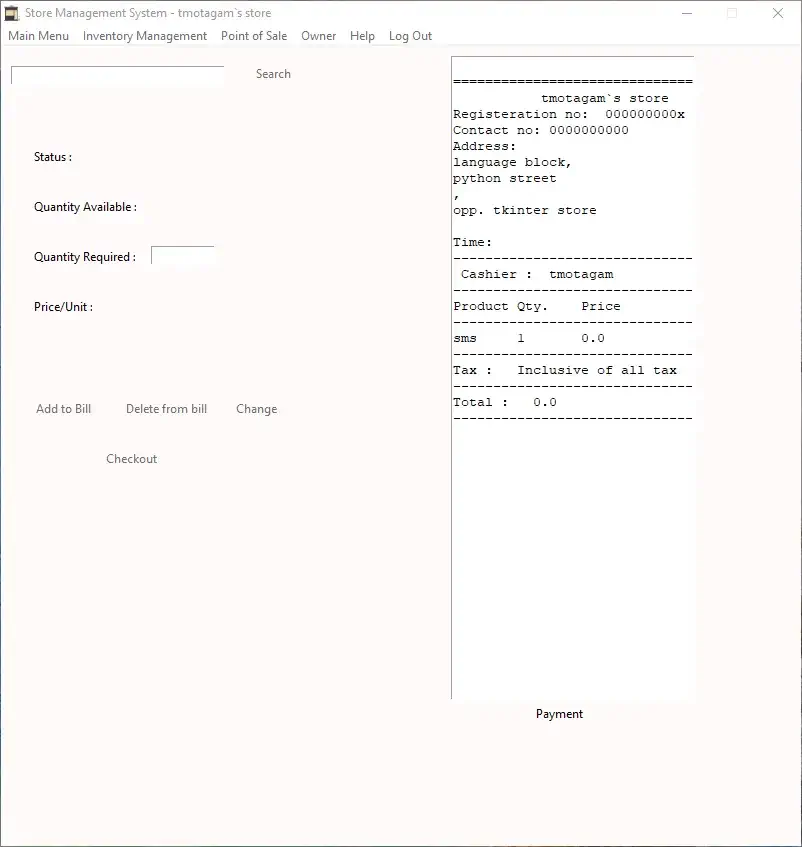 Store Management System - tmotagam`s store
Main Menu Inventory Management Point of Sale Owner Help Log Out
Search
Status :
Quantity Available :
Quantity Required :
Price/Unit :
Add to Bill Delete from bill Change
Checkout
==============================
tmotagam`s store
Registeration no: 000000000x
Contact no: 0000000000
Address:
language block,
python street
,
opp. tkinter store
Time:
------------------------------
Cashier : tmotagam
------------------------------
Product Qty. Price
------------------------------
sms 1 0.0
------------------------------
Tax : Inclusive of all tax
------------------------------
Total : 0.0
------------------------------
Payment